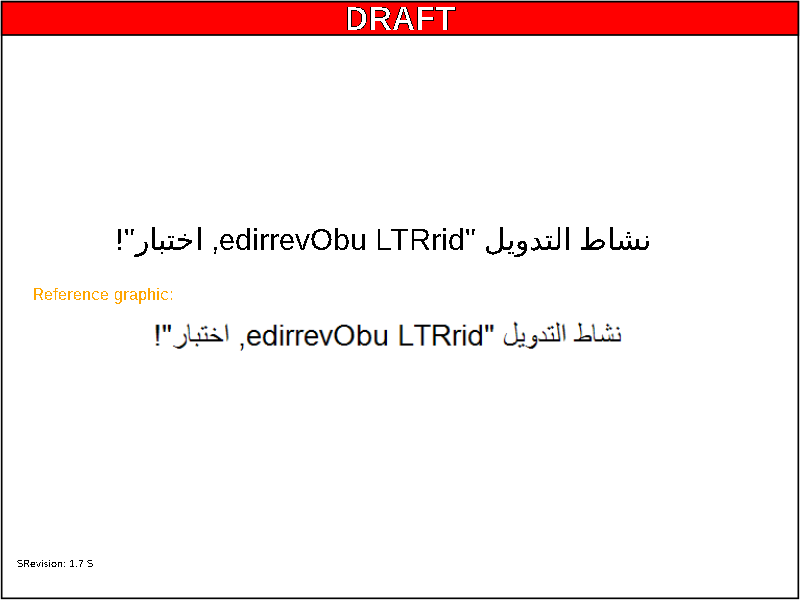 DRAFT
نشاط التدويل "edirrevObu LTRrid, اختبار"!
Reference graphic:
نشاط التدويل "edirrevObu LTRrid, اختبار"!
SRevision: 1.7 S